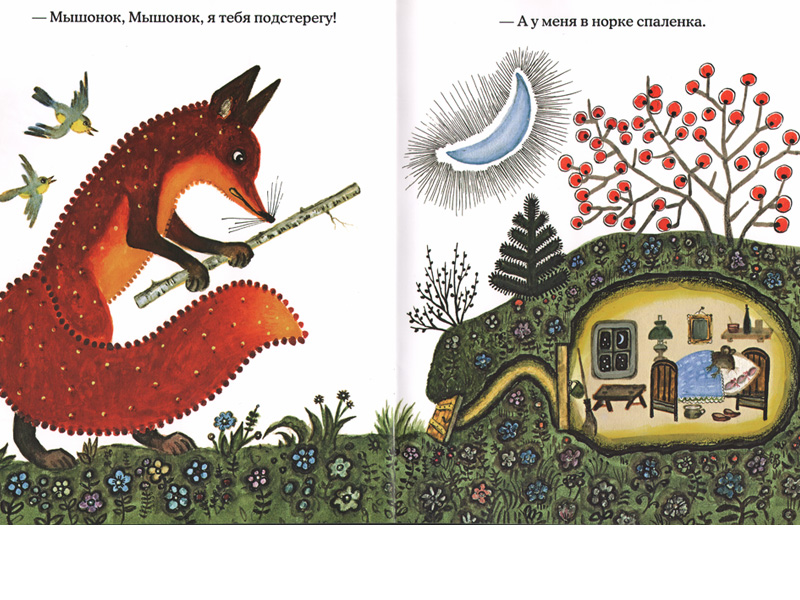 — Мышонок, Мышонок, я тебя подстерегу!
— А у меня в норке спаленка.